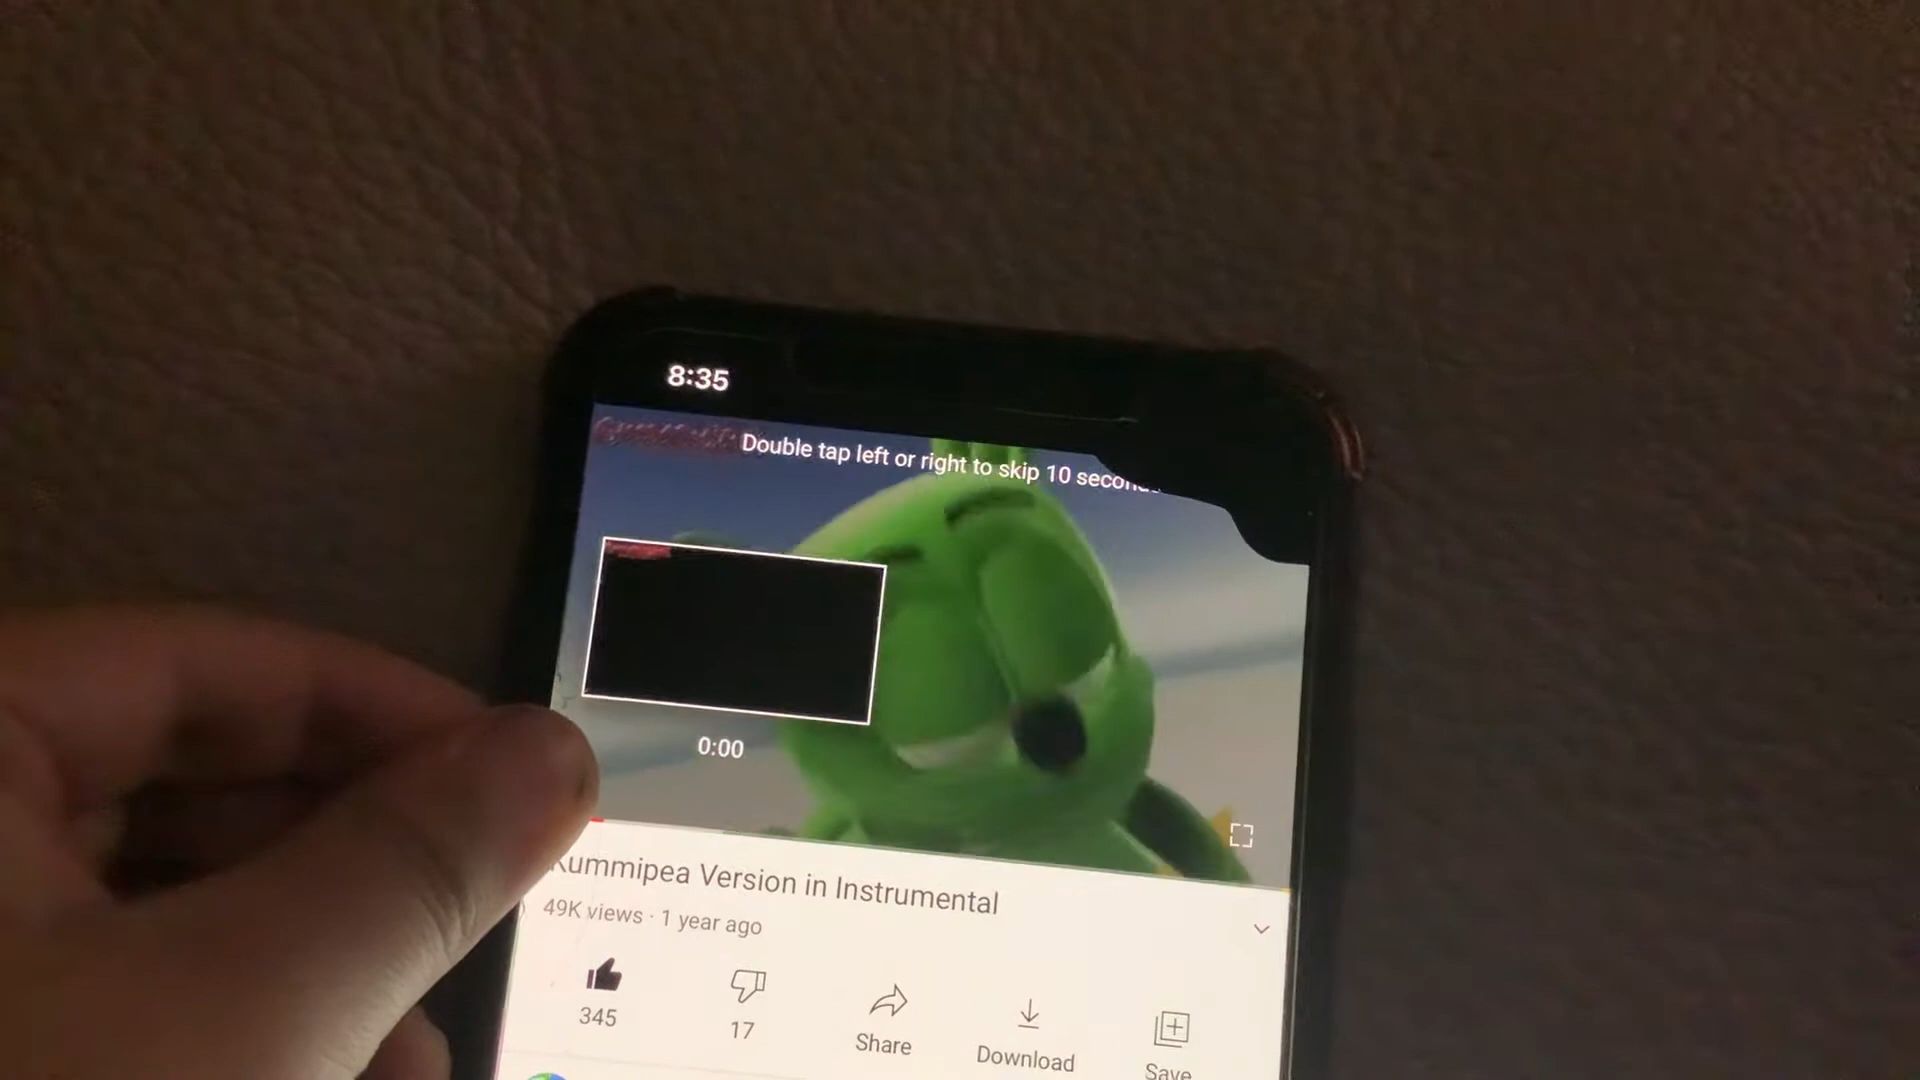 8:35
Double tap left or right to skip 10
0:00
Kummipea Version in Instrumental
49K views · 1 year ago
345
17
Share
Download
Save